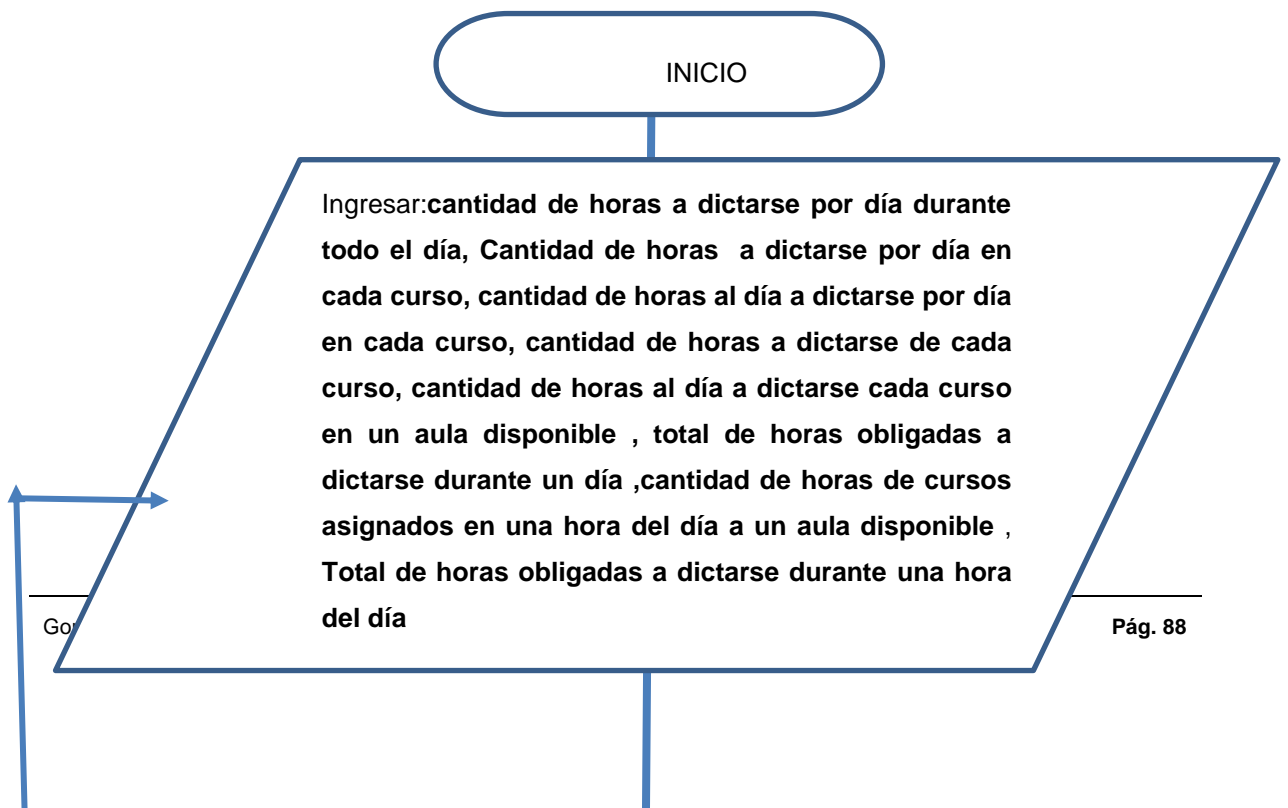 INICIO
Ingresar:cantidad de horas a dictarse por día durante
todo el día, Cantidad de horas a dictarse por día en
cada curso, cantidad de horas al día a dictarse por día
en cada curso, cantidad de horas a dictarse de cada
curso, cantidad de horas al día a dictarse cada curso
en un aula disponible , total de horas obligadas a
dictarse durante un día ,cantidad de horas de cursos
asignados en una hora del día a un aula disponible ,
Total de horas obligadas a dictarse durante una hora
del día
Pág. 88